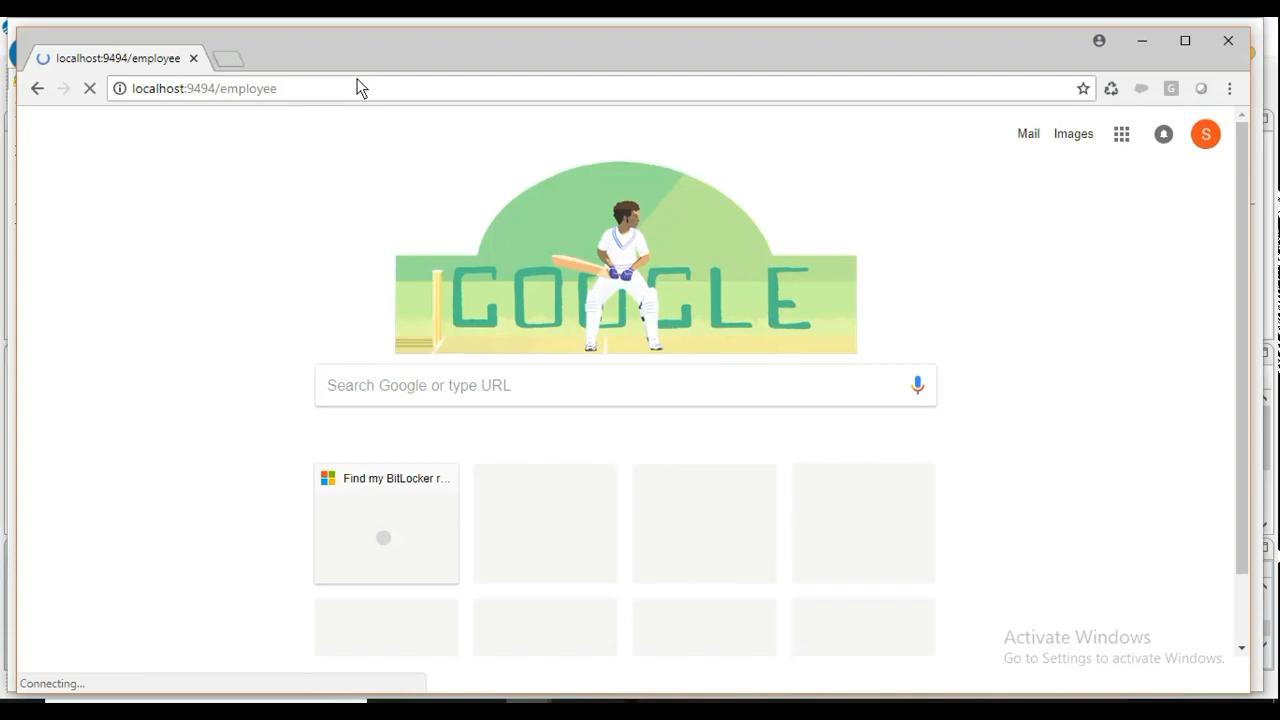 localhost:9494/employee
localhost:9494/employee
G
Mail
Images
S
GOOGLE
Search Google or type URL
Find my BitLocker r...
Activate Windows
Go to Settings to activate Windows.
Connecting...